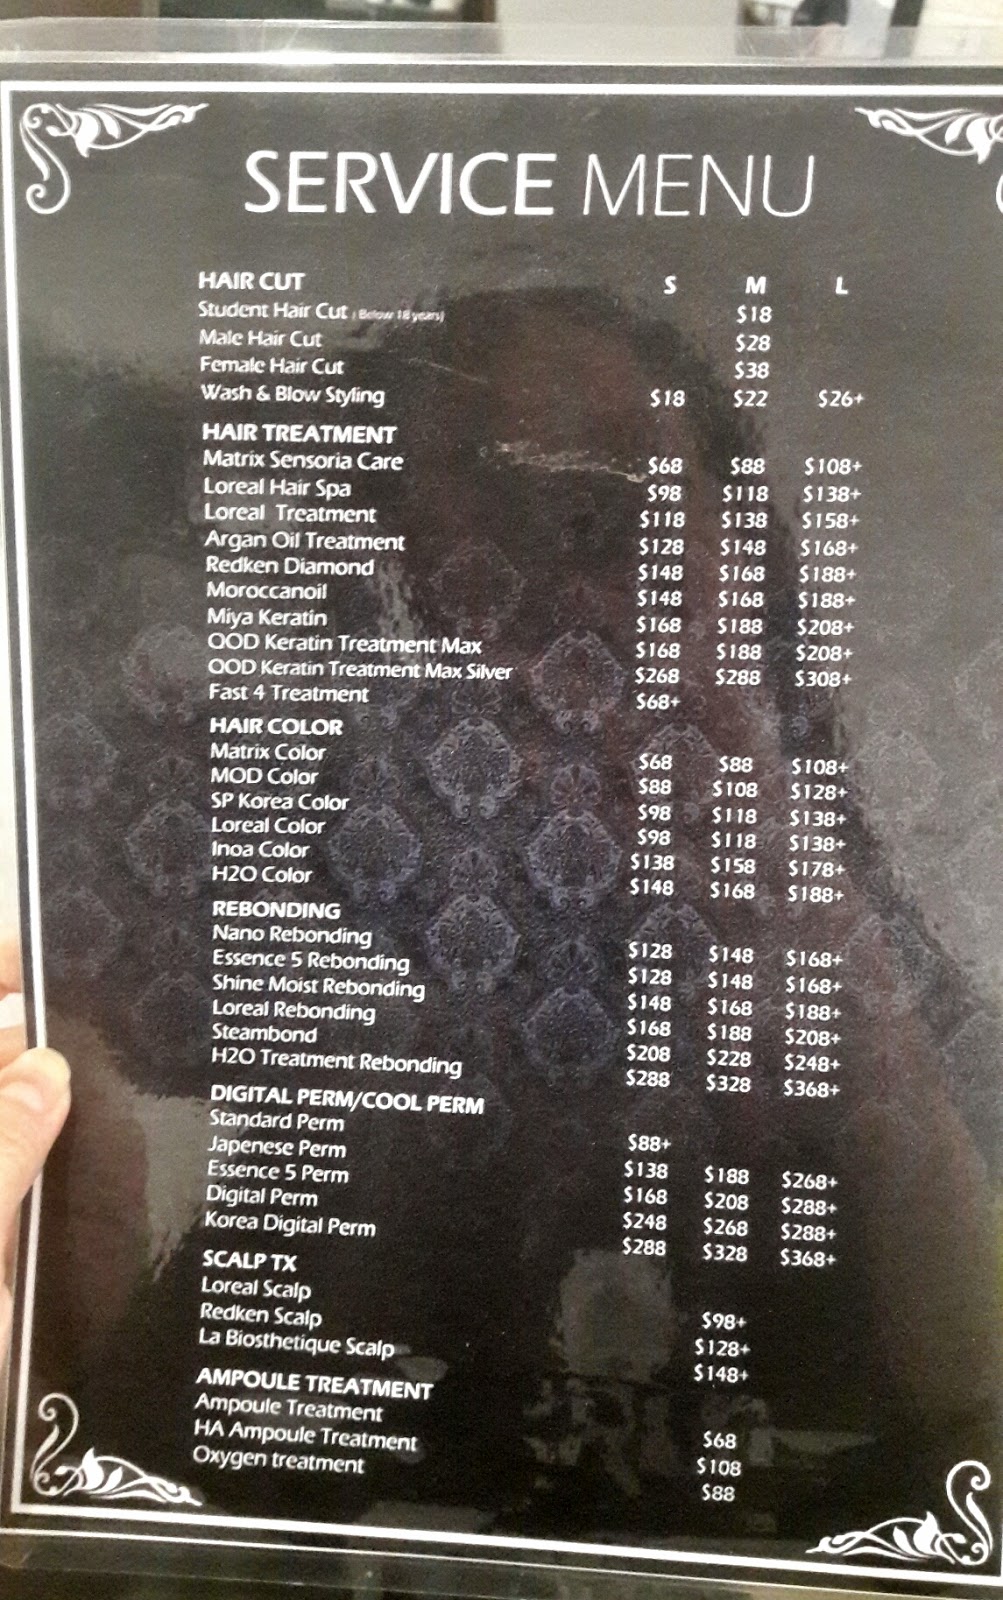 SERVICE MENU
HAIR CUT S M L
Student Hair Cut (Below 18 years) $18
Male Hair Cut $28
Female Hair Cut $38
Wash & Blow Styling $18 $22 $26+
HAIR TREATMENT
Matrix Sensoria Care $68 $88 $108+
Loreal Hair Spa $98 $118 $138+
Loreal Treatment $118 $138 $158+
Argan Oil Treatment $128 $148 $168+
Redken Diamond $148 $168 $188+
Moroccanoil $148 $168 $188+
Miya Keratin $168 $188 $208+
OOD Keratin Treatment Max $168 $188 $208+
OOD Keratin Treatment Max Silver $268 $288 $308+
Fast 4 Treatment $68+
HAIR COLOR
Matrix Color $68 $88 $108+
MOD Color $88 $108 $128+
SP Korea Color $98 $118 $138+
Loreal Color $98 $118 $138+
Inoa Color $138 $158 $178+
H2O Color $148 $168 $188+
REBONDING
Nano Rebonding $128 $148 $168+
Essence 5 Rebonding $128 $148 $168+
Shine Moist Rebonding $148 $168 $188+
Loreal Rebonding $168 $188 $208+
Steambond $208 $228 $248+
H2O Treatment Rebonding $288 $328 $368+
DIGITAL PERM/COOL PERM
Standard Perm $88+
Japenese Perm $138 $188 $268+
Essence 5 Perm $168 $208 $288+
Digital Perm $248 $268 $288+
Korea Digital Perm $288 $328 $368+
SCALP TX
Loreal Scalp $98+
Redken Scalp $128+
La Biosthetique Scalp $148+
AMPOULE TREATMENT
Ampoule Treatment $68
HA Ampoule Treatment $108
Oxygen treatment $88